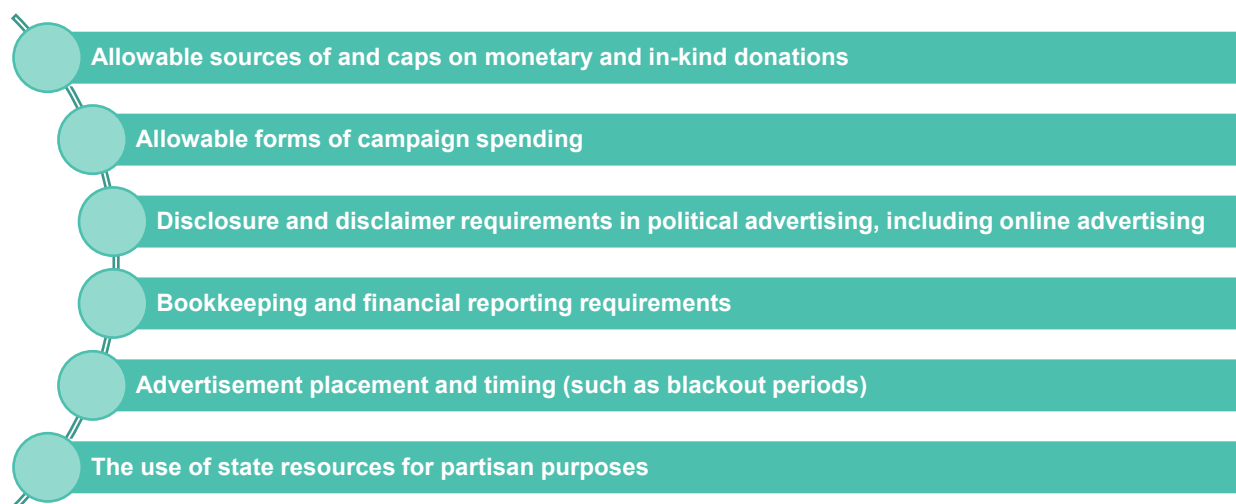 Allowable sources of and caps on monetary and in-kind donations
Allowable forms of campaign spending
Disclosure and disclaimer requirements in political advertising, including online advertising
Bookkeeping and financial reporting requirements
Advertisement placement and timing (such as blackout periods)
The use of state resources for partisan purposes